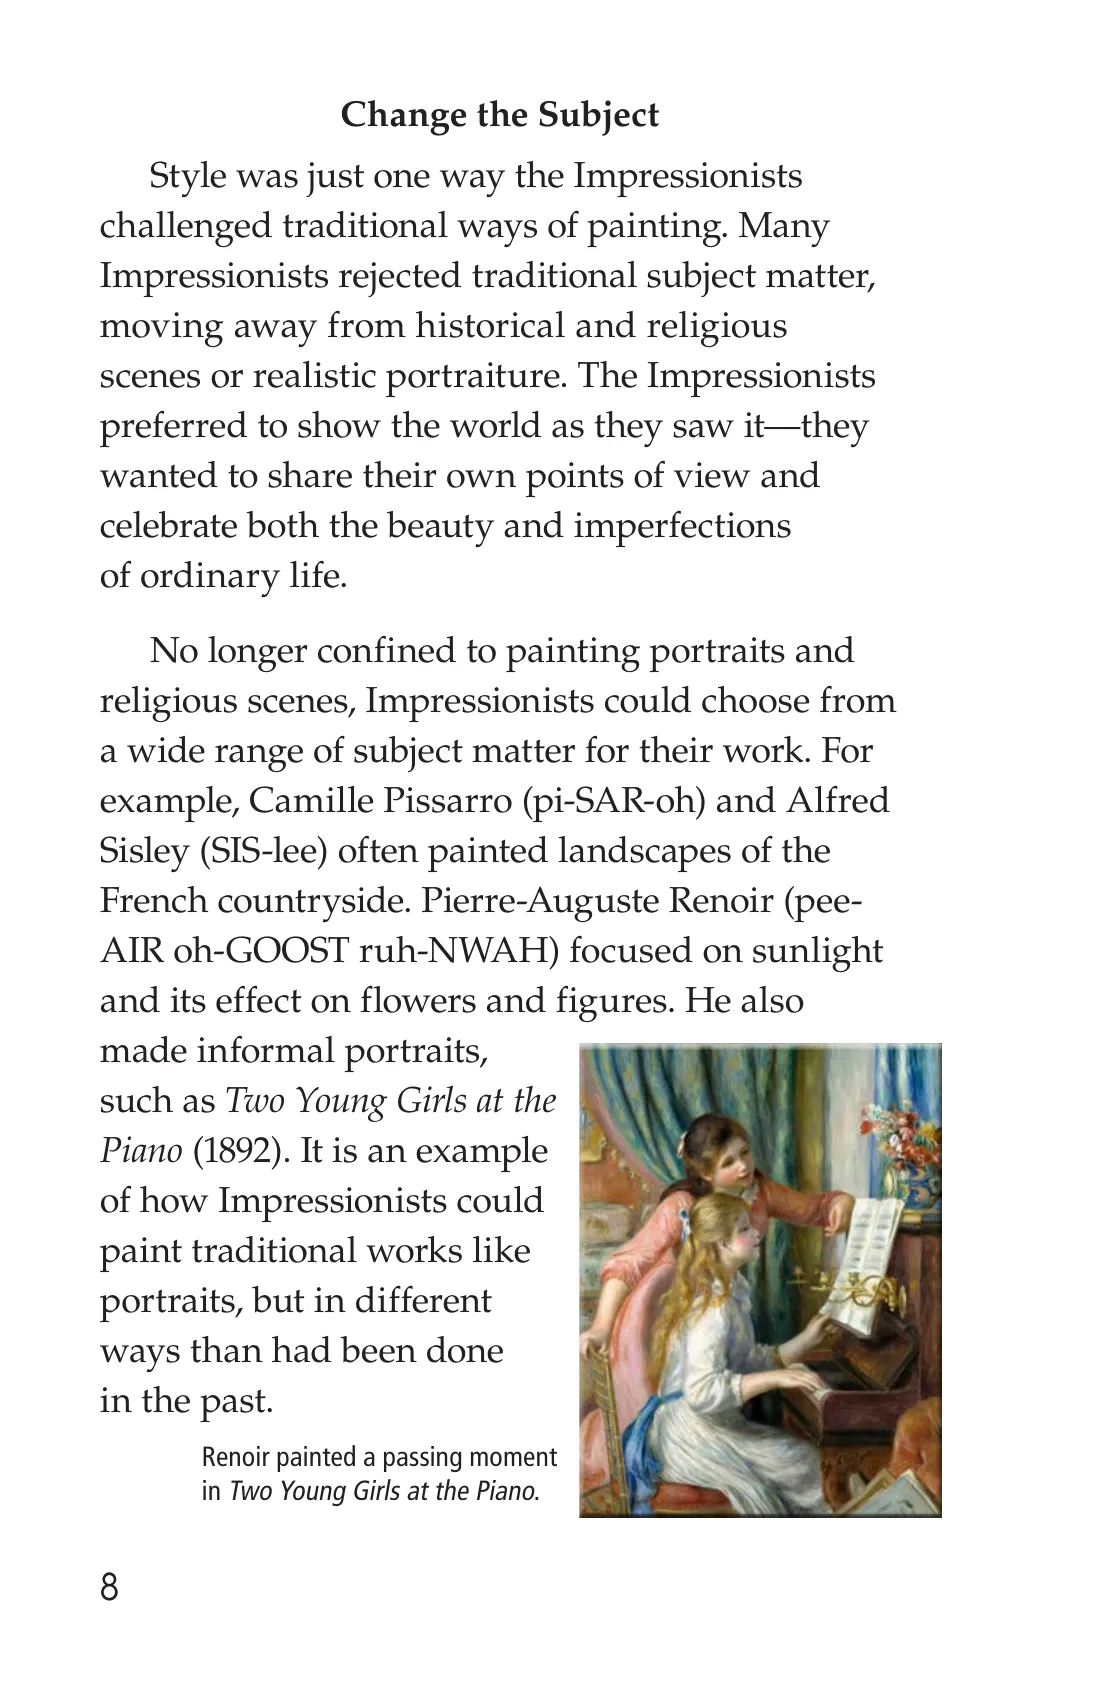 Change the Subject
Style was just one way the Impressionists
challenged traditional ways of painting. Many
Impressionists rejected traditional subject matter,
moving away from historical and religious
scenes or realistic portraiture. The Impressionists
preferred to show the world as they saw it—they
wanted to share their own points of view and
celebrate both the beauty and imperfections
of ordinary life.
No longer confined to painting portraits and
religious scenes, Impressionists could choose from
a wide range of subject matter for their work. For
example, Camille Pissarro (pi-SAR-oh) and Alfred
Sisley (SIS-lee) often painted landscapes of the
French countryside. Pierre-Auguste Renoir (pee-
AIR oh-GOOST ruh-NWAH) focused on sunlight
and its effect on flowers and figures. He also
made informal portraits,
such as Two Young Girls at the
Piano (1892). It is an example
of how Impressionists could
paint traditional works like
portraits, but in different
ways than had been done
in the past.
Renoir painted a passing moment
in Two Young Girls at the Piano.
8